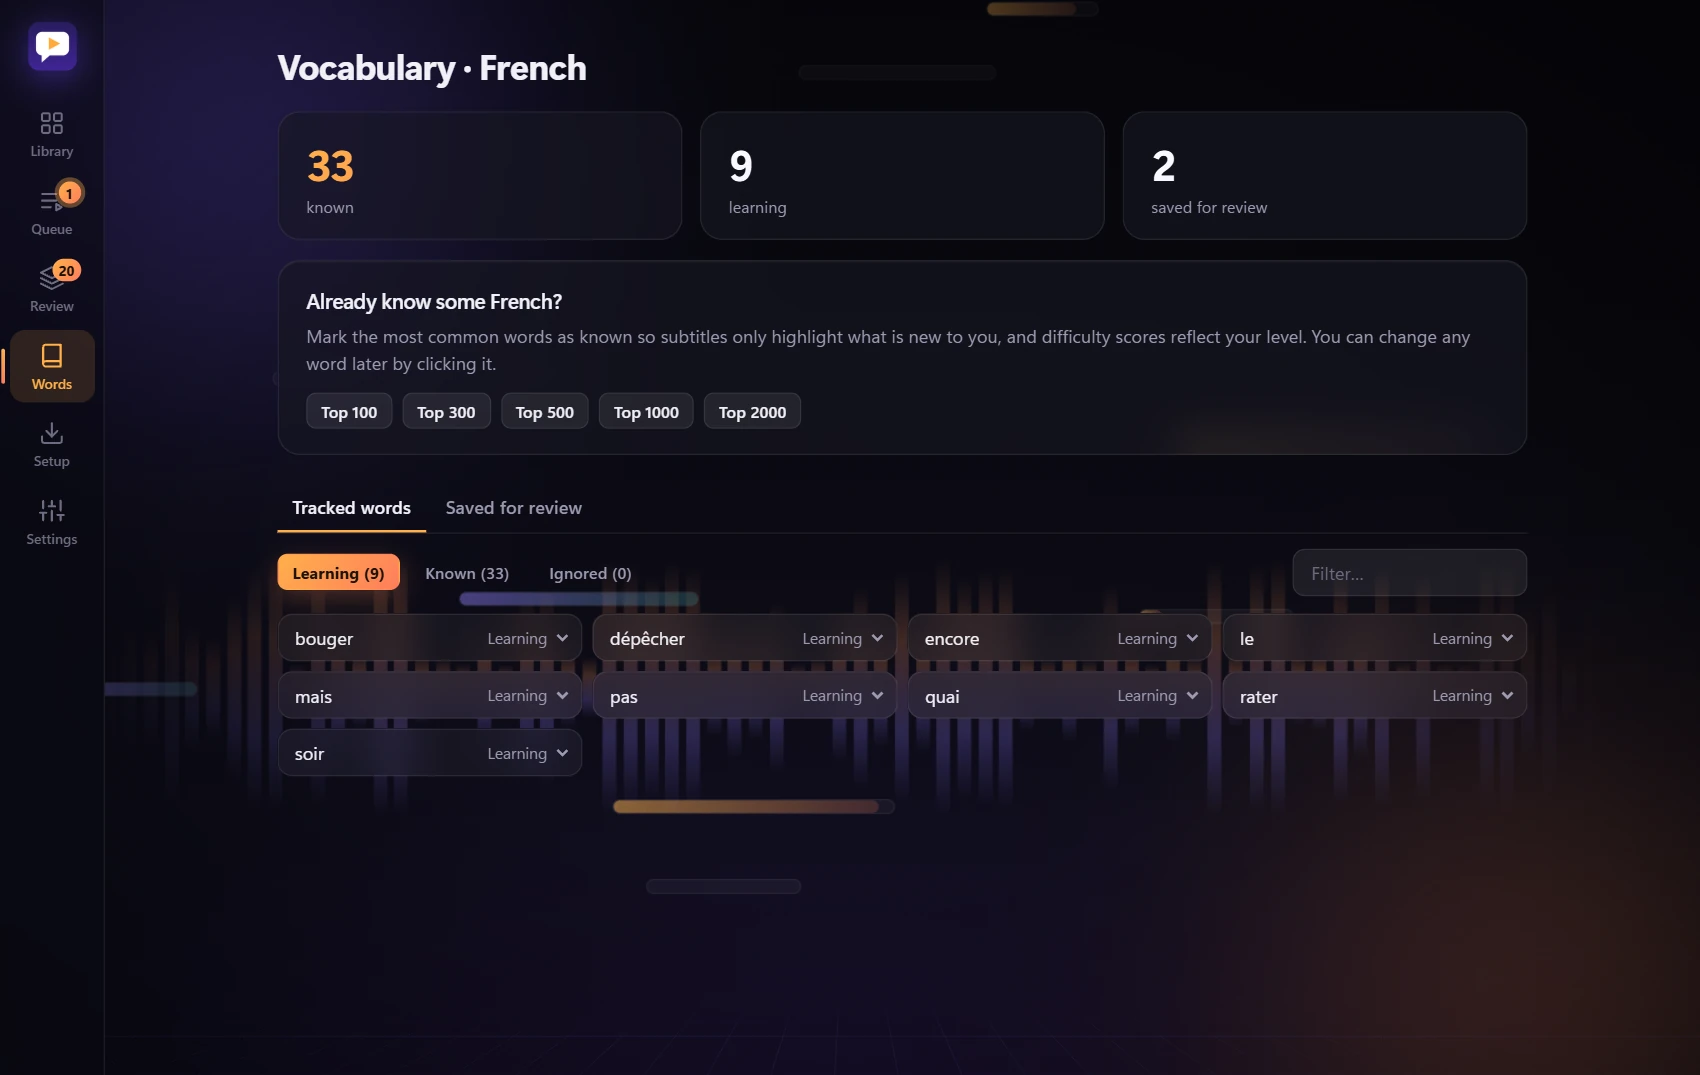 Vocabulary · French
33
known
9
learning
2
saved for review
Library
1
Queue
20
Review
Words
Setup
Settings
Already know some French?
Mark the most common words as known so subtitles only highlight what is new to you, and difficulty scores reflect your level. You can change any
word later by clicking it.
Top 100
Top 300
Top 500
Top 1000
Top 2000
Tracked words
Saved for review
Learning (9)
Known (33)
Ignored (0)
Filter...
bouger
Learning
dépêcher
Learning
encore
Learning
le
Learning
mais
Learning
pas
Learning
quai
Learning
rater
Learning
soir
Learning